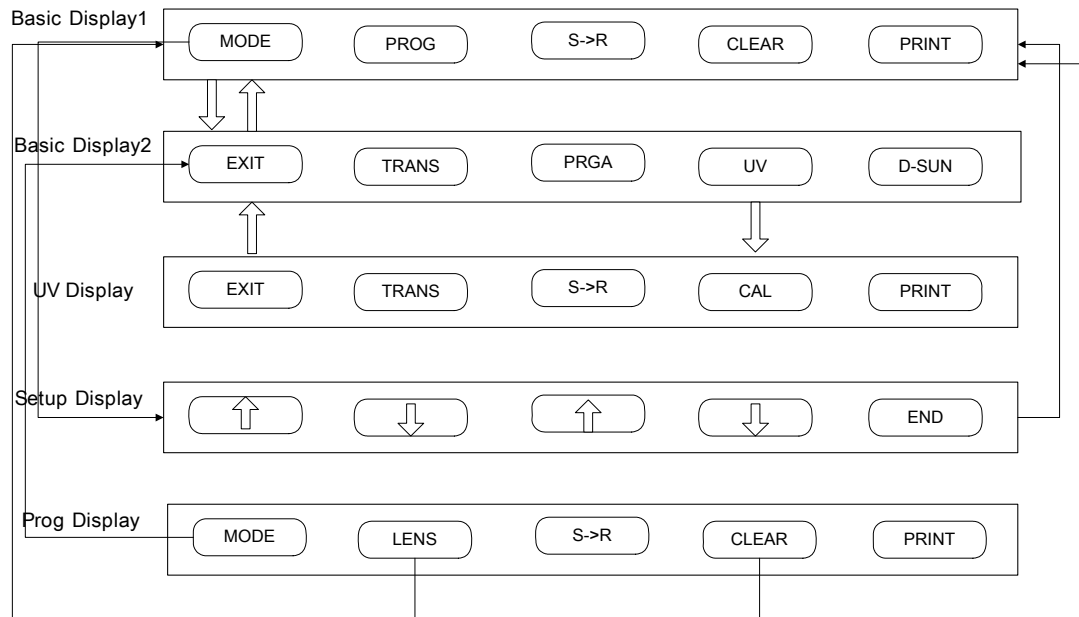 Basic Display1
MODE PROG S->R CLEAR PRINT
Basic Display2
EXIT TRANS PRGA UV D-SUN
UV Display
EXIT TRANS S->R CAL PRINT
Setup Display
END
Prog Display
MODE LENS S->R CLEAR PRINT